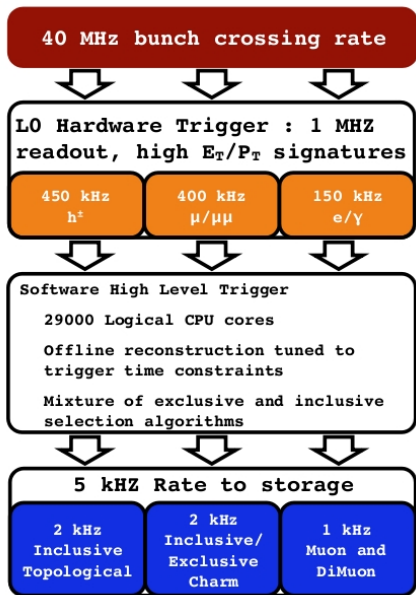 40 MHz bunch crossing rate
L0 Hardware Trigger : 1 MHz
readout, high E_T/P_T signatures
450 kHz
h±
400 kHz
μ/μμ
150 kHz
e/γ
Software High Level Trigger
29000 Logical CPU cores
Offline reconstruction tuned to
trigger time constraints
Mixture of exclusive and inclusive
selection algorithms
5 kHz Rate to storage
2 kHz
Inclusive
Topological
2 kHz
Inclusive/
Exclusive
Charm
1 kHz
Muon and
DiMuon